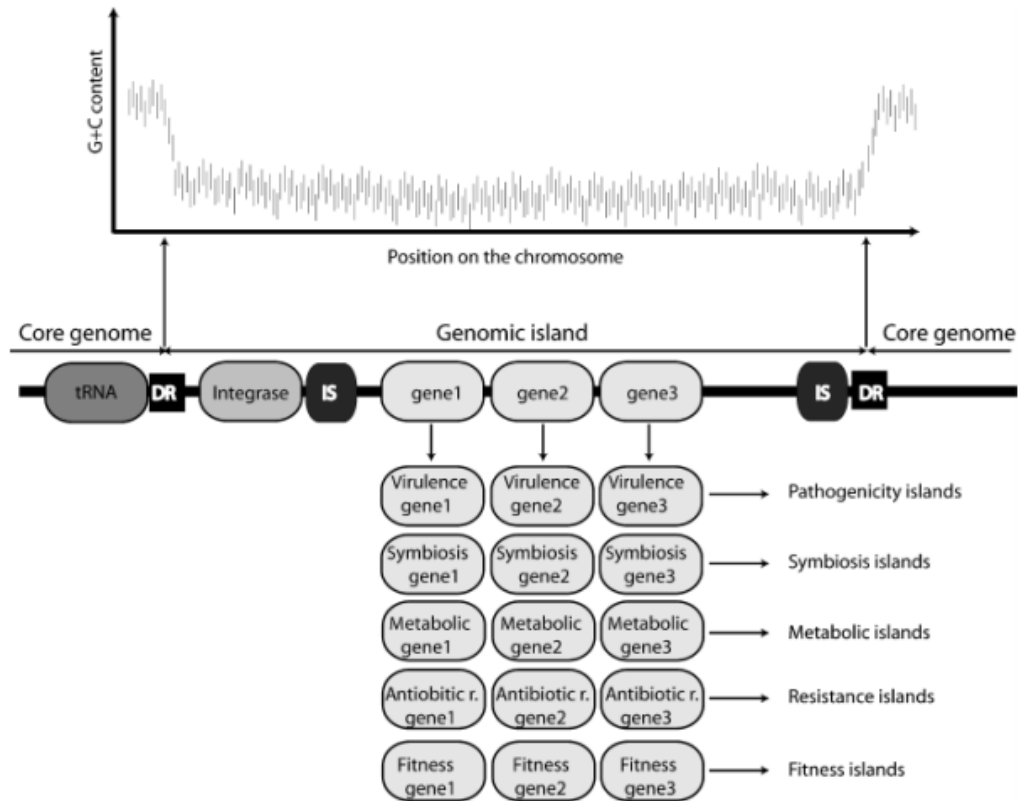 G+C content
Position on the chromosome
Core genome
Genomic island
Core genome
tRNA
DR
Integrase
IS
gene1
gene2
gene3
IS
DR
Virulence
gene1
Virulence
gene2
Virulence
gene3
Pathogenicity islands
Symbiosis
gene1
Symbiosis
gene2
Symbiosis
gene3
Symbiosis islands
Metabolic
gene1
Metabolic
gene2
Metabolic
gene3
Metabolic islands
Antiobitic r.
gene1
Antibiotic r.
gene2
Antibiotic r.
gene3
Resistance islands
Fitness
gene1
Fitness
gene2
Fitness
gene3
Fitness islands